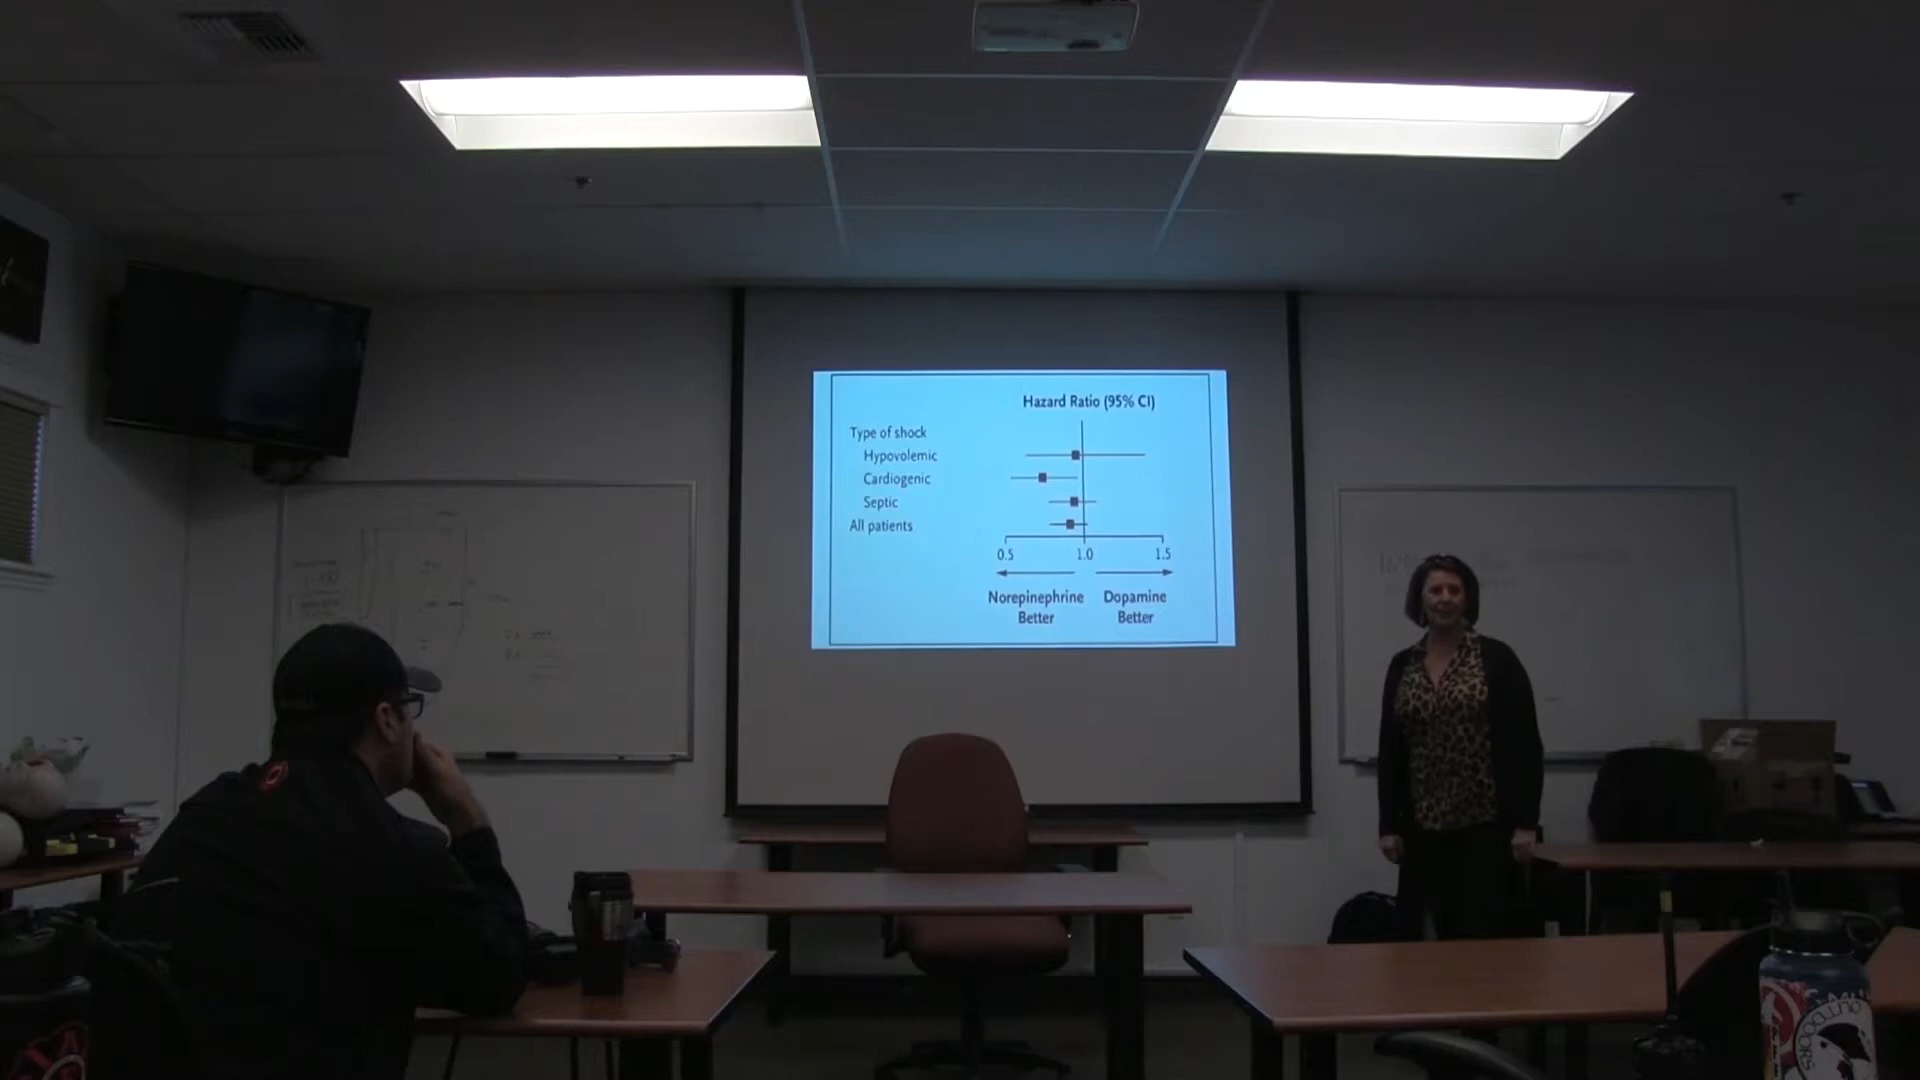 Hazard Ratio (95% CI)
Type of shock
Hypovolemic
Cardiogenic
Septic
All patients
0.5 1.0 1.5
Norepinephrine Better
Dopamine Better
OUTDOORS